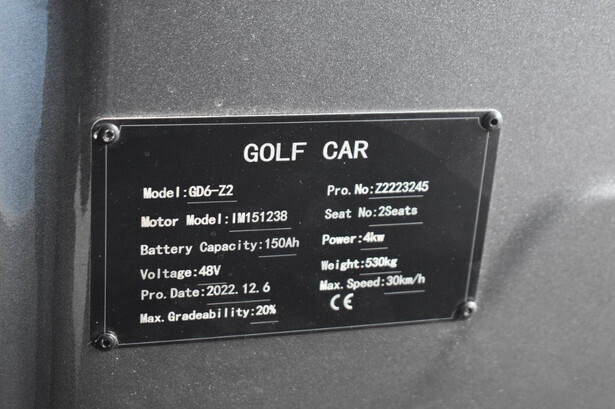 GOLF CAR
Model:GD6-Z2
Pro.No:Z2223245
Motor Model:IM151238
Seat No:2Seats
Battery Capacity:150Ah
Power:4kw
Voltage:48V
Weight:530kg
Pro.Date:2022.12.6
Max.Speed:30km/h
Max.Gradeability:20%
CE